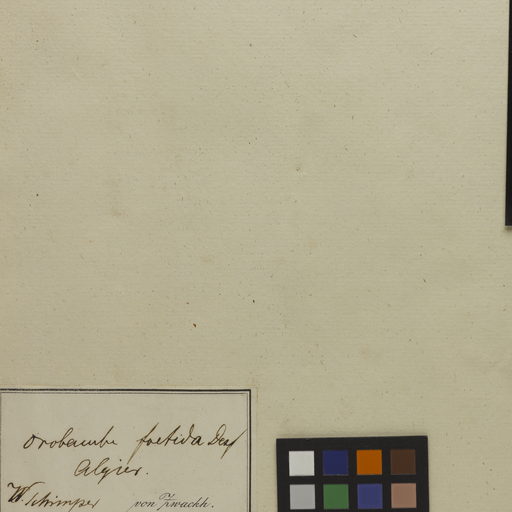 Orobanche foetida Desf
Algier.
W. Schimper von Zwackh.